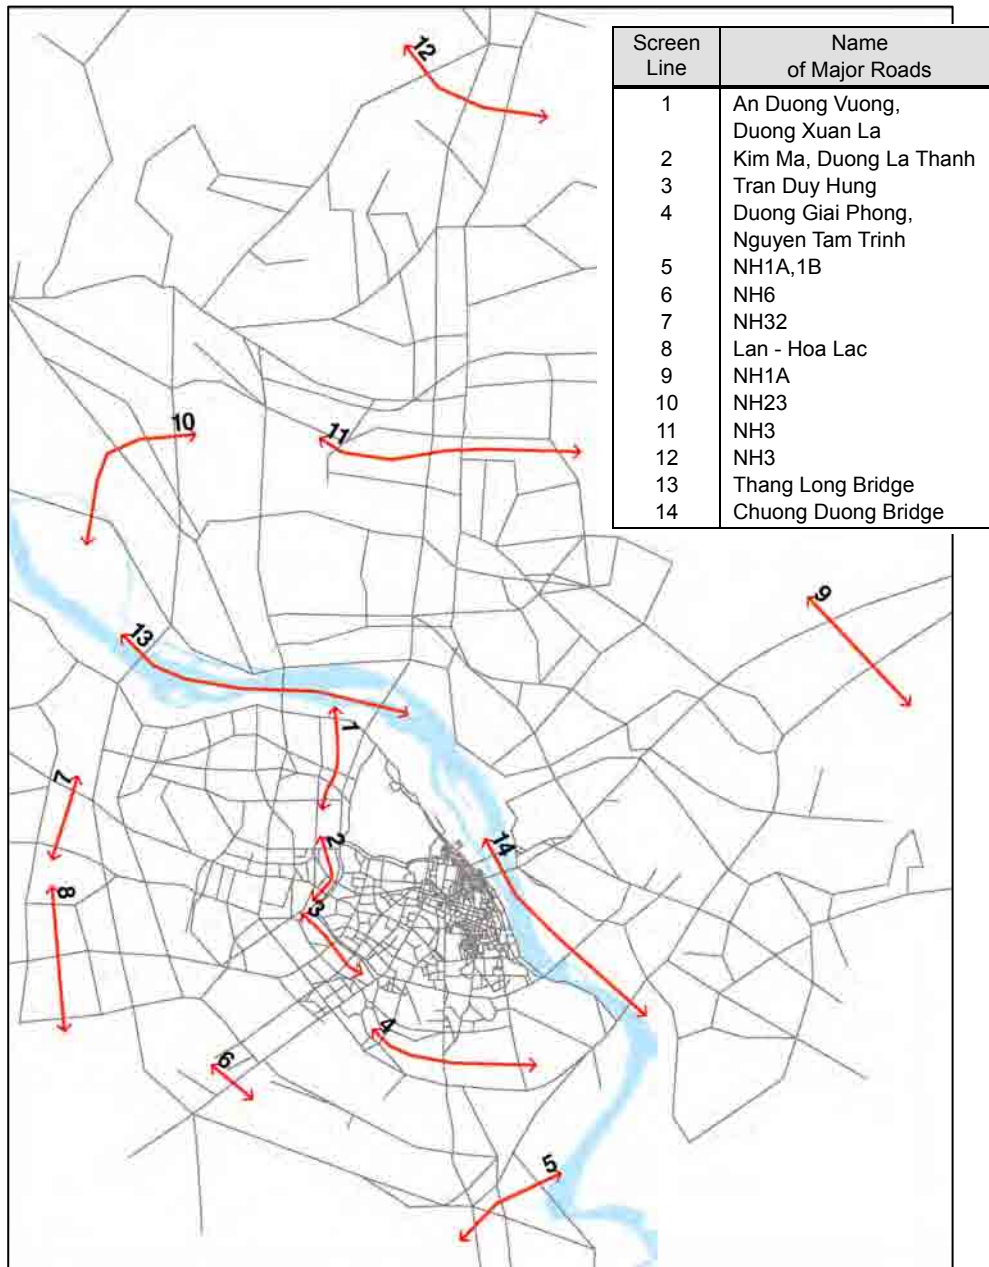 Screen Line Name of Major Roads
1 An Duong Vuong,
Duong Xuan La
2 Kim Ma, Duong La Thanh
3 Tran Duy Hung
4 Duong Giai Phong,
Nguyen Tam Trinh
5 NH1A,1B
6 NH6
7 NH32
8 Lan - Hoa Lac
9 NH1A
10 NH23
11 NH3
12 NH3
13 Thang Long Bridge
14 Chuong Duong Bridge
12
10
11
9
13
1
7
2
14
8
3
4
6
5